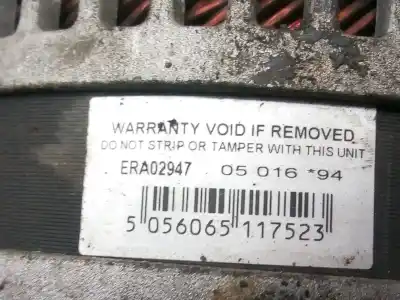 WARRANTY VOID IF REMOVED
DO NOT STRIP OR TAMPER WITH THIS UNIT
ERA02947 05 016 *94
5 056065 117523